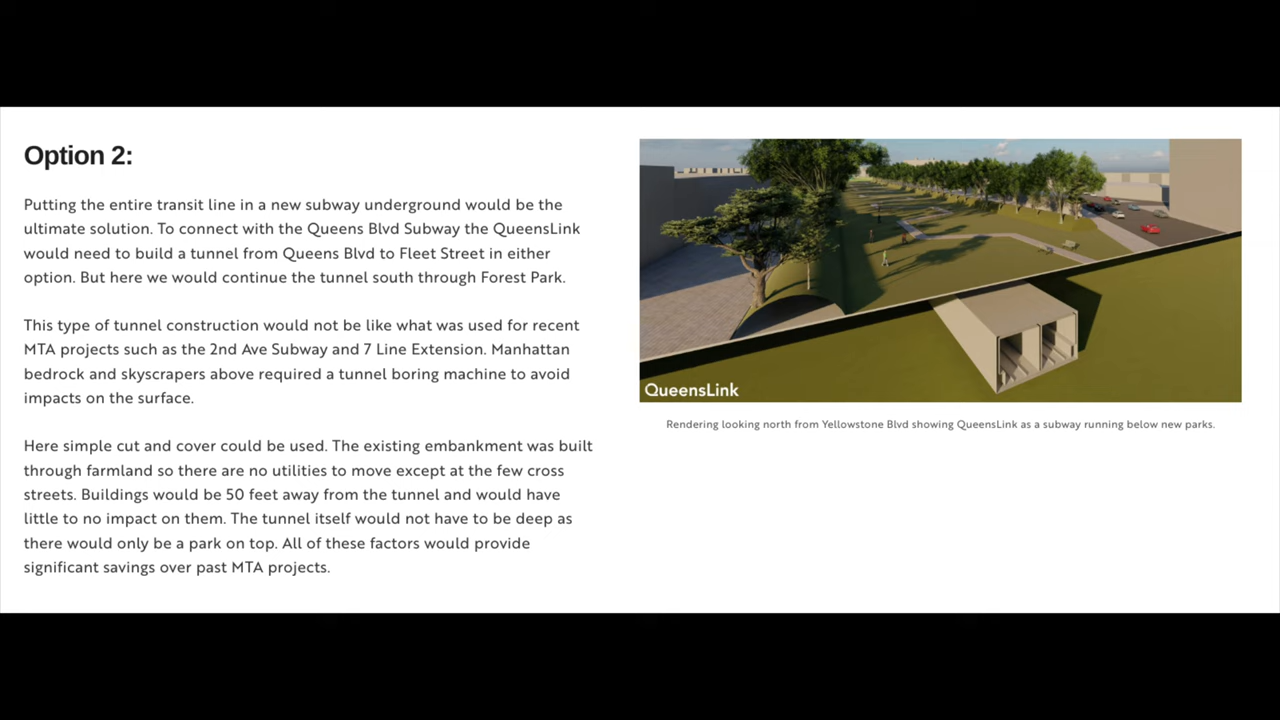 Option 2:
Putting the entire transit line in a new subway underground would be the
ultimate solution. To connect with the Queens Blvd Subway the QueensLink
would need to build a tunnel from Queens Blvd to Fleet Street in either
option. But here we would continue the tunnel south through Forest Park.
This type of tunnel construction would not be like what was used for recent
MTA projects such as the 2nd Ave Subway and 7 Line Extension. Manhattan
bedrock and skyscrapers above required a tunnel boring machine to avoid
impacts on the surface.
Here simple cut and cover could be used. The existing embankment was built
through farmland so there are no utilities to move except at the few cross
streets. Buildings would be 50 feet away from the tunnel and would have
little to no impact on them. The tunnel itself would not have to be deep as
there would only be a park on top. All of these factors would provide
significant savings over past MTA projects.
QueensLink
Rendering looking north from Yellowstone Blvd showing QueensLink as a subway running below new parks.